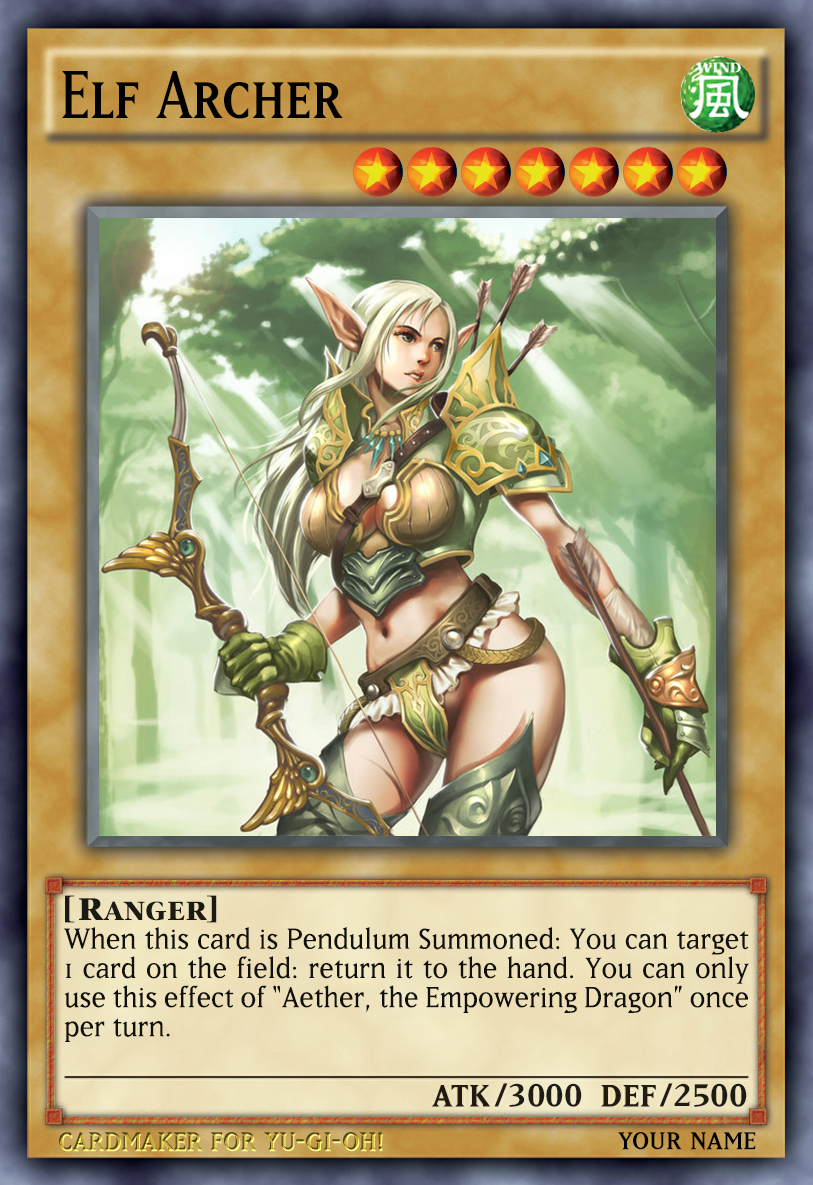 Elf Archer
WIND
風
[Ranger]
When this card is Pendulum Summoned: You can target
1 card on the field: return it to the hand. You can only
use this effect of "Aether, the Empowering Dragon" once
per turn.
ATK/3000 DEF/2500
CARDMAKER FOR YU-GI-OH!
YOUR NAME